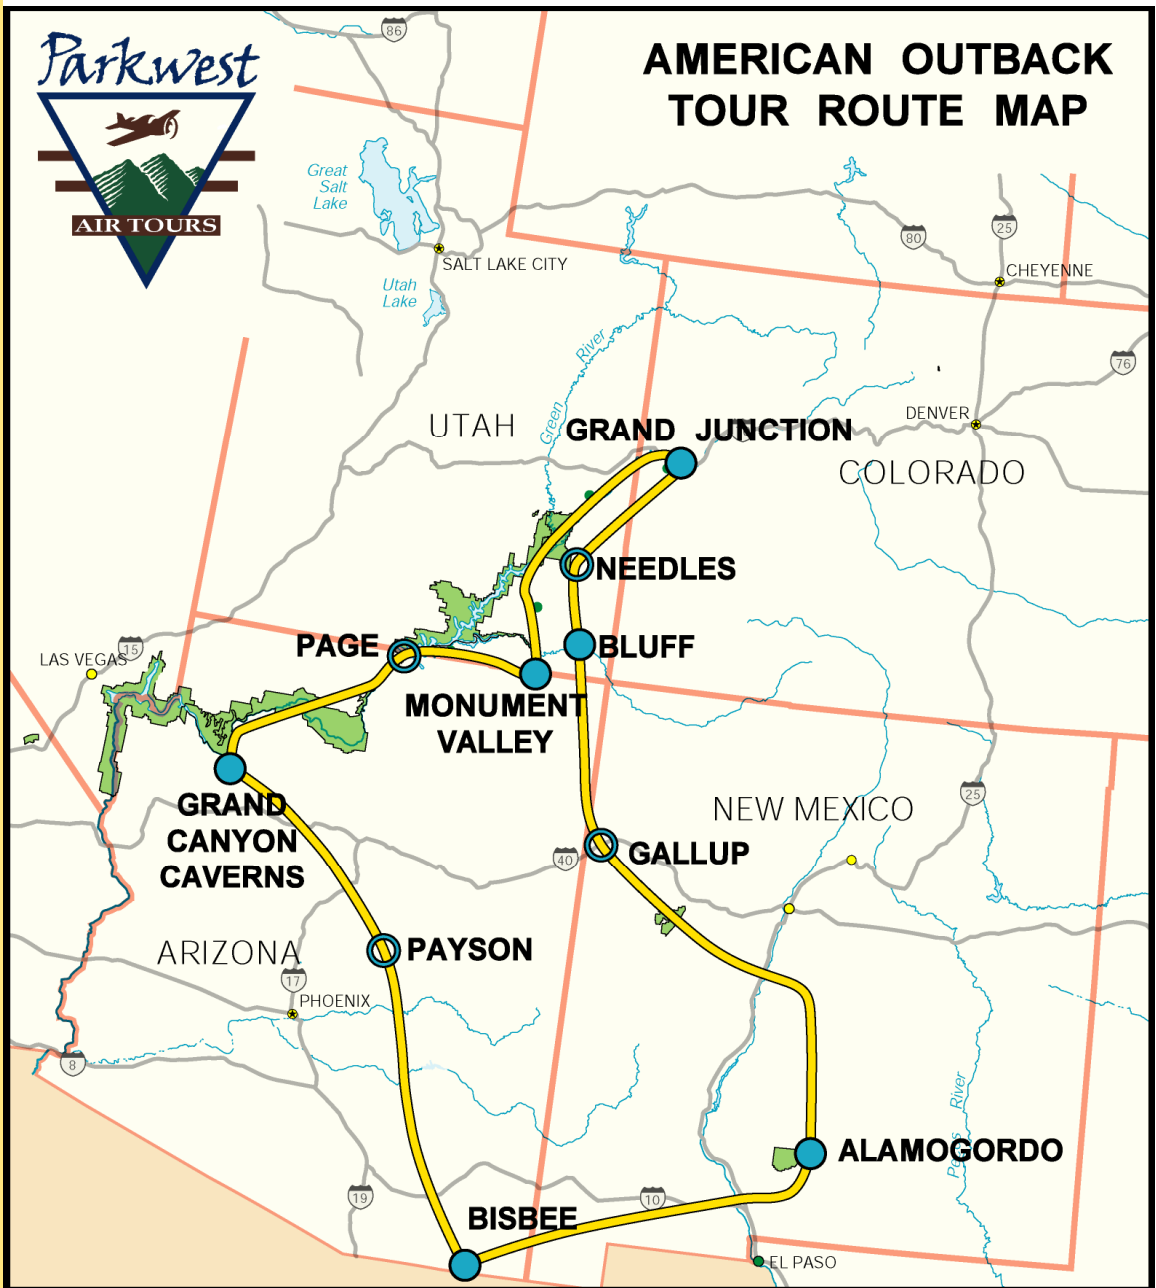 Parkwest
AIR TOURS
AMERICAN OUTBACK
TOUR ROUTE MAP
86
Great
Salt
Lake
80
25
SALT LAKE CITY
CHEYENNE
Utah
Lake
Green River
76
UTAH
DENVER
GRAND JUNCTION
COLORADO
NEEDLES
15
PAGE
BLUFF
LAS VEGAS
MONUMENT
VALLEY
GRAND
CANYON
CAVERNS
NEW MEXICO
25
40
GALLUP
ARIZONA
PAYSON
17
PHOENIX
8
Pecos River
ALAMOGORDO
19
10
BISBEE
EL PASO